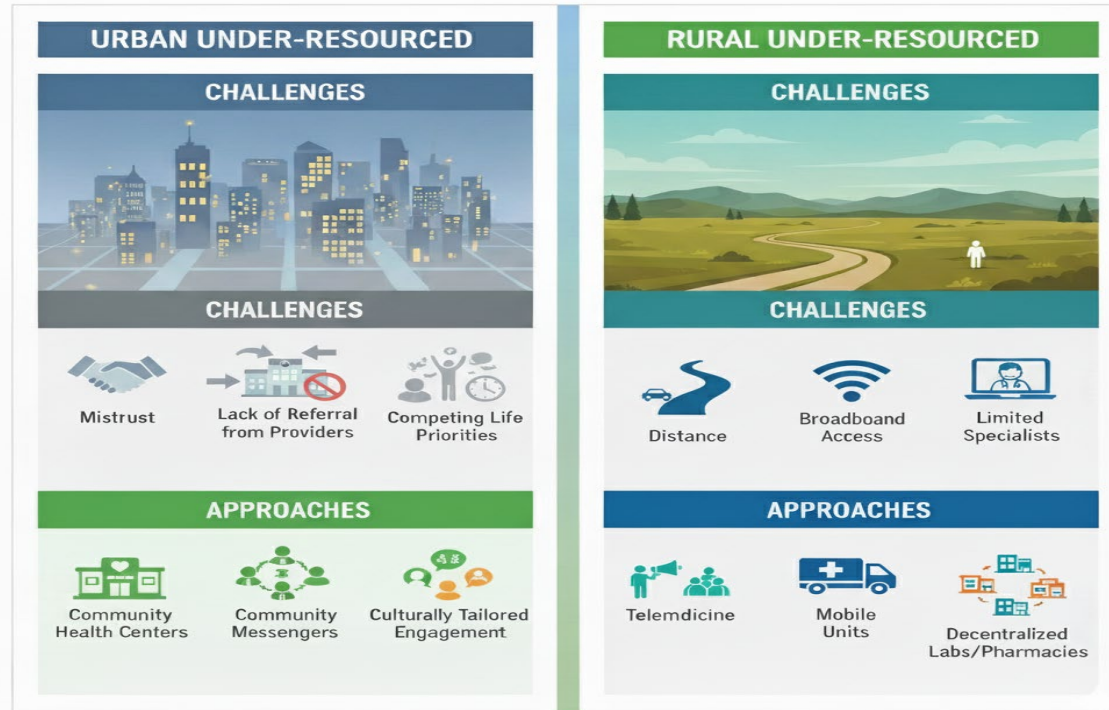 URBAN UNDER-RESOURCED
CHALLENGES
CHALLENGES
Mistrust
Lack of Referral
from Providers
Competing Life
Priorities
APPROACHES
Community
Health Centers
Community
Messengers
Culturally Tailored
Engagement
RURAL UNDER-RESOURCED
CHALLENGES
CHALLENGES
Distance
Broadboand
Access
Limited
Specialists
APPROACHES
Telemdicine
Mobile
Units
Decentralized
Labs/Pharmacies